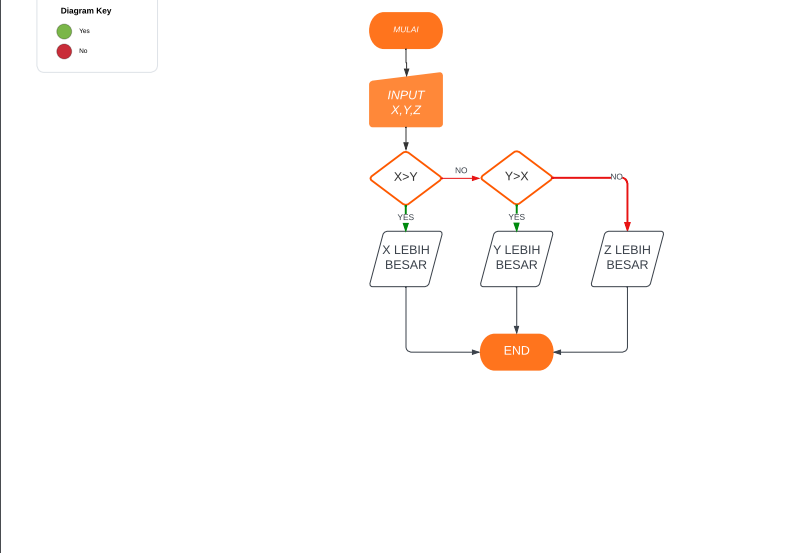 Diagram Key
Yes
No
MULAI
INPUT
X,Y,Z
X>Y
NO
Y>X
NO
YES
YES
X LEBIH
BESAR
Y LEBIH
BESAR
Z LEBIH
BESAR
END